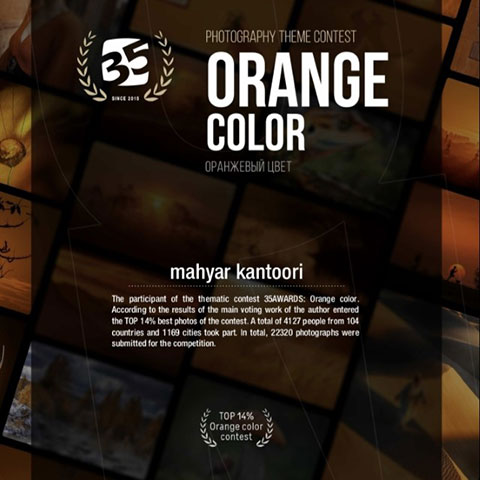 35
SINCE 2015
PHOTOGRAPHY THEME CONTEST
ORANGE
COLOR
ОРАНЖЕВЫЙ ЦВЕТ
mahyar kantoori
The participant of the thematic contest 35AWARDS: Orange color.
According to the results of the main voting work of the author entered
the TOP 14% best photos of the contest. A total of 4127 people from 104
countries and 1169 cities took part. In total, 22320 photographs were
submitted for the competition.
TOP 14%
Orange color
contest